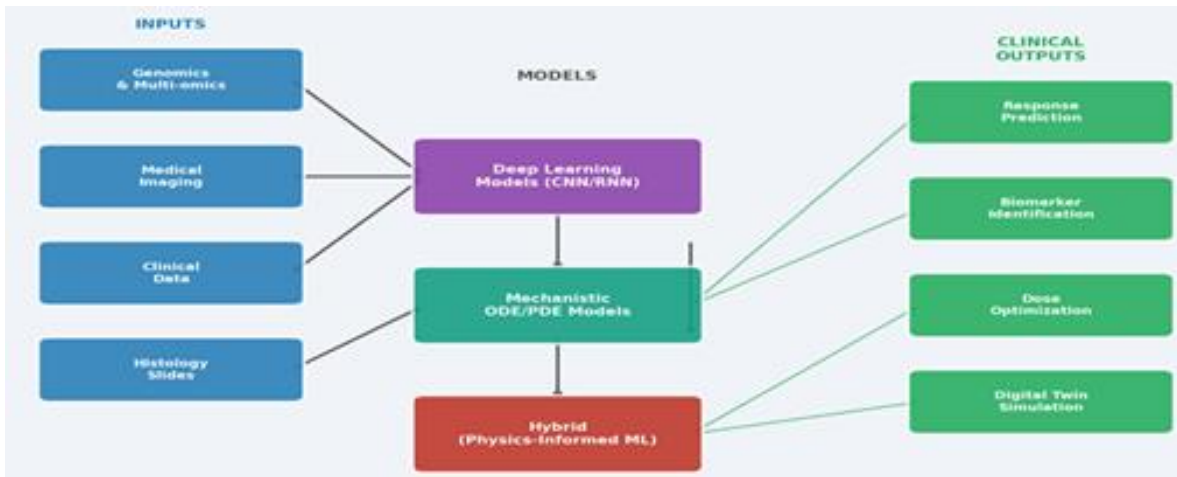 INPUTS
Genomics
& Multi-omics
Medical
Imaging
Clinical
Data
Histology
Slides
MODELS
Deep Learning
Models (CNN/RNN)
Mechanistic
ODE/PDE Models
Hybrid
(Physics-Informed ML)
CLINICAL
OUTPUTS
Response
Prediction
Biomarker
Identification
Dose
Optimization
Digital Twin
Simulation